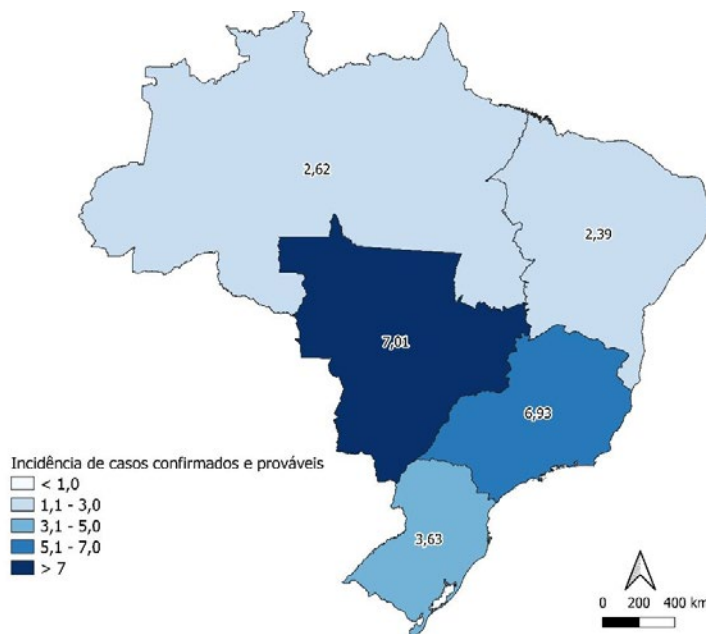 2,62
2,39
7,01
6,93
3,63
Incidência de casos confirmados e prováveis
< 1,0
1,1 - 3,0
3,1 - 5,0
5,1 - 7,0
> 7
0 200 400 km